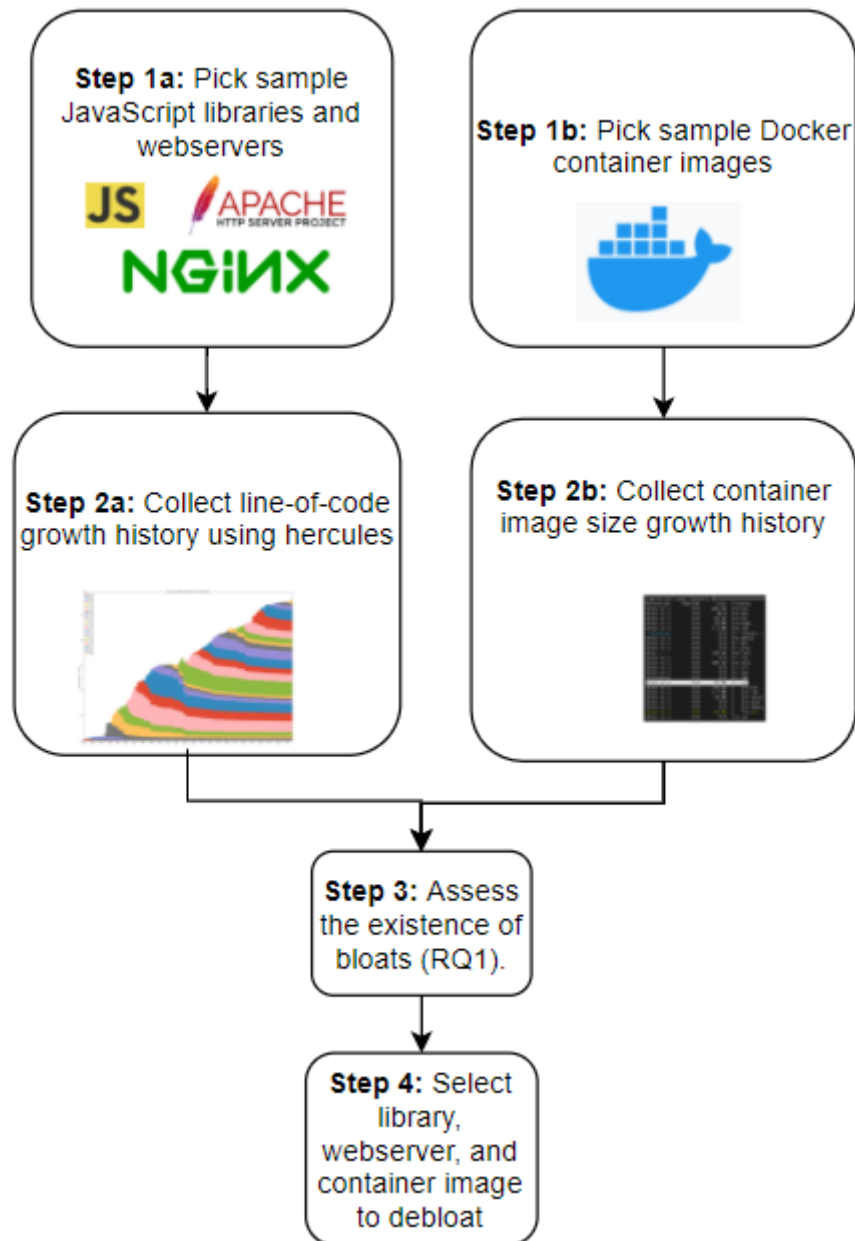 Step 1a: Pick sample
JavaScript libraries and
webservers
JS
APACHE
HTTP SERVER PROJECT
NGiNX
Step 1b: Pick sample Docker
container images
Step 2a: Collect line-of-code
growth history using hercules
Step 2b: Collect container
image size growth history
Step 3: Assess
the existence of
bloats (RQ1).
Step 4: Select
library,
webserver, and
container image
to debloat